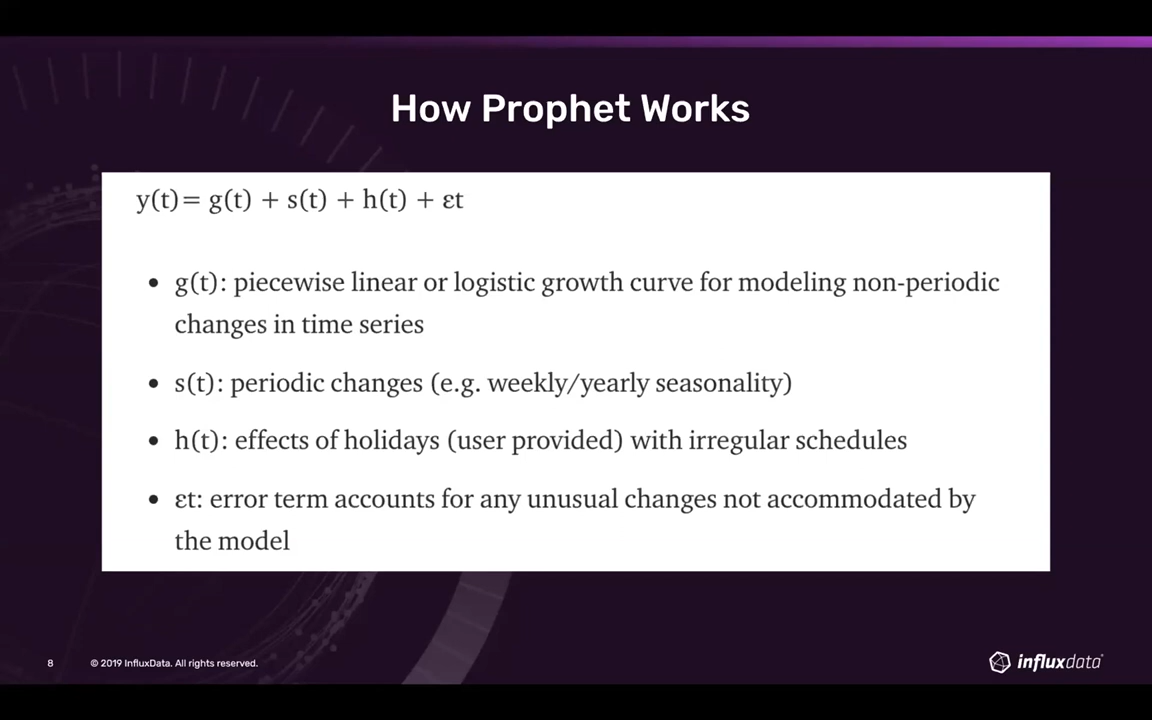 How Prophet Works
y(t)= g(t) + s(t) + h(t) + εt
• g(t): piecewise linear or logistic growth curve for modeling non-periodic
changes in time series
• s(t): periodic changes (e.g. weekly/yearly seasonality)
• h(t): effects of holidays (user provided) with irregular schedules
• εt: error term accounts for any unusual changes not accommodated by
the model
8 © 2019 InfluxData. All rights reserved.
influxdata